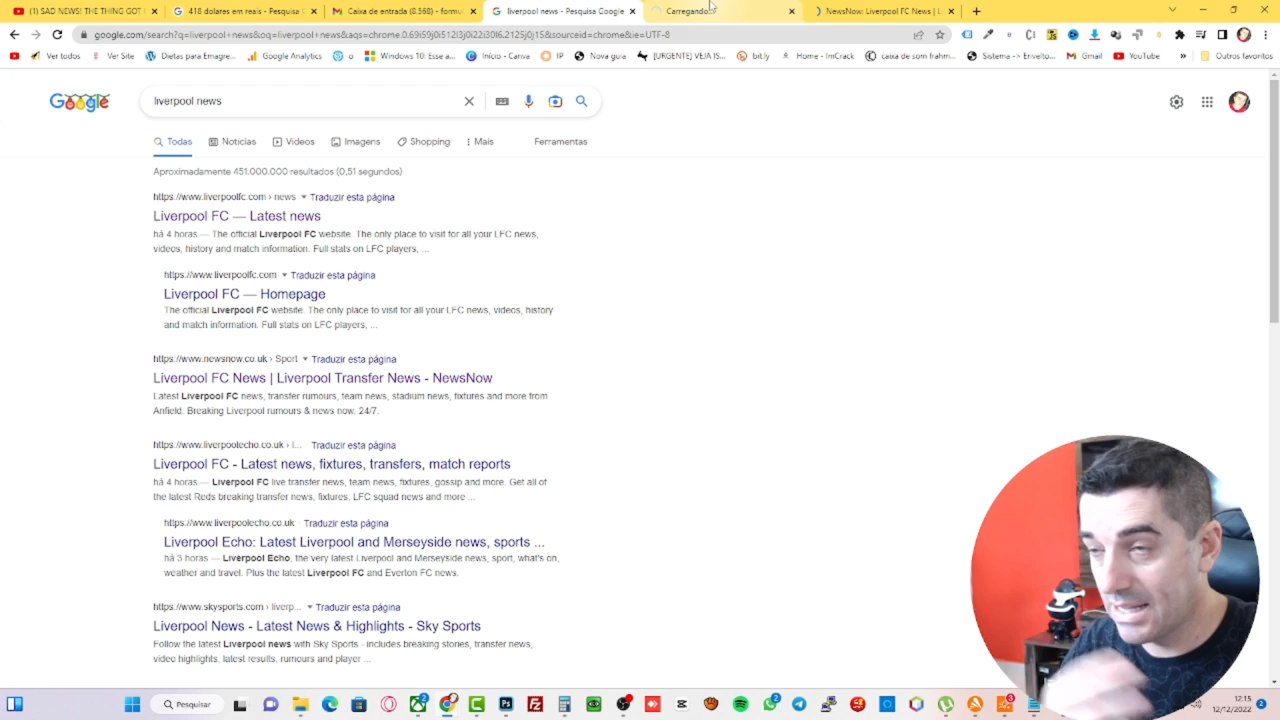 (1) SAD NEWS! THE THING GOT
418 dolares em reais - Pesquisa G
Caixa de entrada (8.598) - formu
liverpool news - Pesquisa Google
Carregando...
NewsNow: Liverpool FC News | L
google.com/search?q=liverpool+news&oq=liverpool+news&aqs=chrome.0.69i59j0i512l3j0i22i30l6.2125j0j15&sourceid=chrome&ie=UTF-8
Ver todos
Ver Site
Dietas para Emagre...
Google Analytics
o
Windows 10: Esse a...
Início - Canva
IP
Nova guia
[URGENTE] VEJA IS...
bit.ly
Home - ImCrack
caixa de som frahm...
Sistema -> Envelto...
Gmail
YouTube
»
Outros favoritos
Google
liverpool news
Todas
Notícias
Vídeos
Imagens
Shopping
Mais
Ferramentas
Aproximadamente 451.000.000 resultados (0,51 segundos)
https://www.liverpoolfc.com › news Traduzir esta página
Liverpool FC — Latest news
há 4 horas — The official Liverpool FC website. The only place to visit for all your LFC news,
videos, history and match information. Full stats on LFC players, ...
https://www.liverpoolfc.com Traduzir esta página
Liverpool FC — Homepage
The official Liverpool FC website. The only place to visit for all your LFC news, videos, history
and match information. Full stats on LFC players, ...
https://www.newsnow.co.uk › Sport Traduzir esta página
Liverpool FC News | Liverpool Transfer News - NewsNow
Latest Liverpool FC news, transfer rumours, team news, stadium news, fixtures and more from
Anfield. Breaking Liverpool rumours & news now. 24/7.
https://www.liverpoolecho.co.uk › l... Traduzir esta página
Liverpool FC - Latest news, fixtures, transfers, match reports
há 4 horas — Liverpool FC live transfer news, team news, fixtures, gossip and more. Get all of
the latest Reds breaking transfer news, fixtures, LFC squad news and more ...
https://www.liverpoolecho.co.uk · Traduzir esta página
Liverpool Echo: Latest Liverpool and Merseyside news, sports ...
há 3 horas — Liverpool Echo, the very latest Liverpool and Merseyside news, sport, what's on,
weather and travel. Plus the latest Liverpool FC and Everton FC news.
https://www.skysports.com › liverp... Traduzir esta página
Liverpool News - Latest News & Highlights - Sky Sports
Follow the latest Liverpool news with Sky Sports - includes breaking stories, transfer news,
video highlights, latest results, rumours and player ...
Pesquisar
12:15
12/12/2022